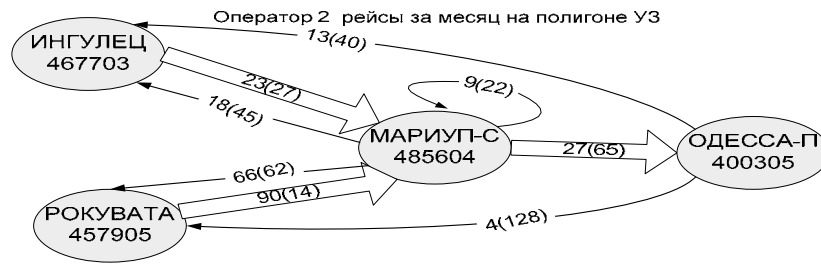 Оператор 2 рейсы за месяц на полигоне УЗ
ИНГУЛЕЦ
467703
13(40)
23(27)
18(45)
9(22)
МАРИУП-С
485604
27(65)
ОДЕССА-П
400305
66(62)
90(14)
РОКУВАТА
457905
4(128)